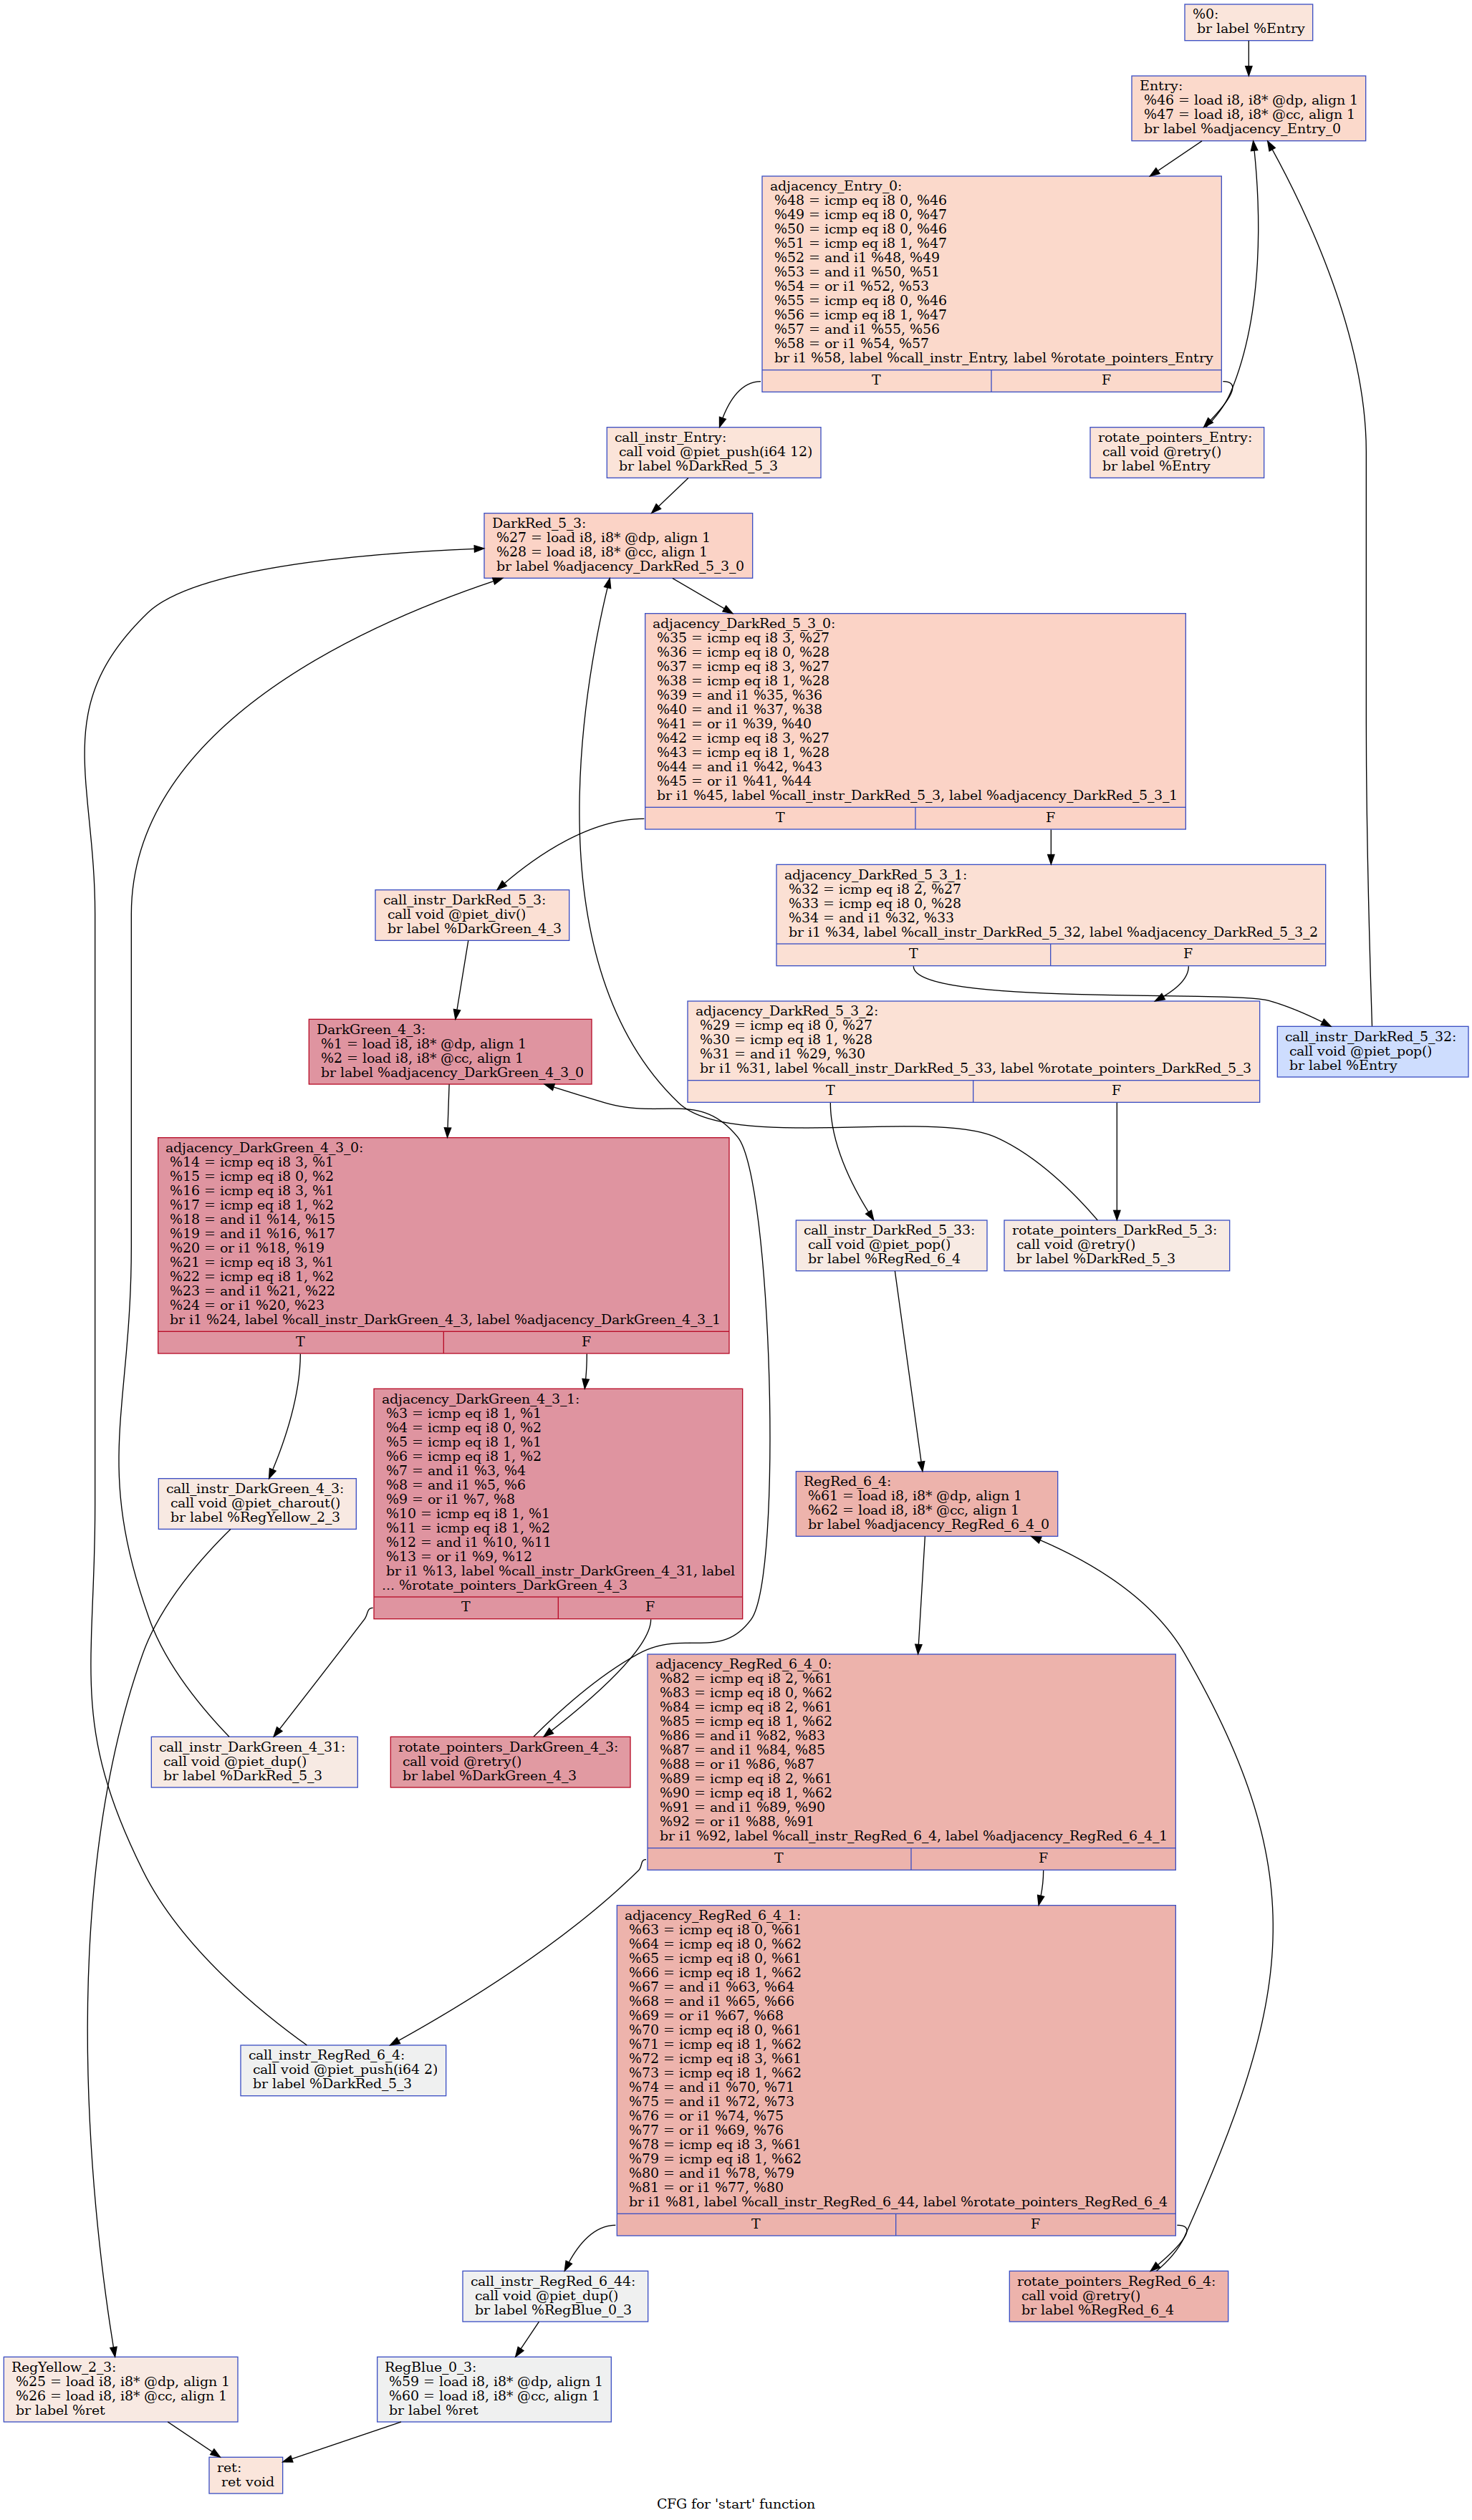 %0:
br label %Entry
Entry:
%46 = load i8, i8* @dp, align 1
%47 = load i8, i8* @cc, align 1
br label %adjacency_Entry_0
adjacency_Entry_0:
%48 = icmp eq i8 0, %46
%49 = icmp eq i8 0, %47
%50 = icmp eq i8 0, %46
%51 = icmp eq i8 1, %47
%52 = and i1 %48, %49
%53 = and i1 %50, %51
%54 = or i1 %52, %53
%55 = icmp eq i8 0, %46
%56 = icmp eq i8 1, %47
%57 = and i1 %55, %56
%58 = or i1 %54, %57
br i1 %58, label %call_instr_Entry, label %rotate_pointers_Entry
T
F
call_instr_Entry:
call void @piet_push(i64 12)
br label %DarkRed_5_3
rotate_pointers_Entry:
call void @retry()
br label %Entry
DarkRed_5_3:
%27 = load i8, i8* @dp, align 1
%28 = load i8, i8* @cc, align 1
br label %adjacency_DarkRed_5_3_0
adjacency_DarkRed_5_3_0:
%35 = icmp eq i8 3, %27
%36 = icmp eq i8 0, %28
%37 = icmp eq i8 3, %27
%38 = icmp eq i8 1, %28
%39 = and i1 %35, %36
%40 = and i1 %37, %38
%41 = or i1 %39, %40
%42 = icmp eq i8 3, %27
%43 = icmp eq i8 1, %28
%44 = and i1 %42, %43
%45 = or i1 %41, %44
br i1 %45, label %call_instr_DarkRed_5_3, label %adjacency_DarkRed_5_3_1
T
F
call_instr_DarkRed_5_3:
call void @piet_div()
br label %DarkGreen_4_3
adjacency_DarkRed_5_3_1:
%32 = icmp eq i8 2, %27
%33 = icmp eq i8 0, %28
%34 = and i1 %32, %33
br i1 %34, label %call_instr_DarkRed_5_32, label %adjacency_DarkRed_5_3_2
T
F
adjacency_DarkRed_5_3_2:
%29 = icmp eq i8 0, %27
%30 = icmp eq i8 1, %28
%31 = and i1 %29, %30
br i1 %31, label %call_instr_DarkRed_5_33, label %rotate_pointers_DarkRed_5_3
T
F
call_instr_DarkRed_5_32:
call void @piet_pop()
br label %Entry
DarkGreen_4_3:
%1 = load i8, i8* @dp, align 1
%2 = load i8, i8* @cc, align 1
br label %adjacency_DarkGreen_4_3_0
adjacency_DarkGreen_4_3_0:
%14 = icmp eq i8 3, %1
%15 = icmp eq i8 0, %2
%16 = icmp eq i8 3, %1
%17 = icmp eq i8 1, %2
%18 = and i1 %14, %15
%19 = and i1 %16, %17
%20 = or i1 %18, %19
%21 = icmp eq i8 3, %1
%22 = icmp eq i8 1, %2
%23 = and i1 %21, %22
%24 = or i1 %20, %23
br i1 %24, label %call_instr_DarkGreen_4_3, label %adjacency_DarkGreen_4_3_1
T
F
call_instr_DarkRed_5_33:
call void @piet_pop()
br label %RegRed_6_4
rotate_pointers_DarkRed_5_3:
call void @retry()
br label %DarkRed_5_3
adjacency_DarkGreen_4_3_1:
%3 = icmp eq i8 1, %1
%4 = icmp eq i8 0, %2
%5 = icmp eq i8 1, %1
%6 = icmp eq i8 1, %2
%7 = and i1 %3, %4
%8 = and i1 %5, %6
%9 = or i1 %7, %8
%10 = icmp eq i8 1, %1
%11 = icmp eq i8 1, %2
%12 = and i1 %10, %11
%13 = or i1 %9, %12
br i1 %13, label %call_instr_DarkGreen_4_31, label
... %rotate_pointers_DarkGreen_4_3
T
F
call_instr_DarkGreen_4_3:
call void @piet_charout()
br label %RegYellow_2_3
RegRed_6_4:
%61 = load i8, i8* @dp, align 1
%62 = load i8, i8* @cc, align 1
br label %adjacency_RegRed_6_4_0
adjacency_RegRed_6_4_0:
%82 = icmp eq i8 2, %61
%83 = icmp eq i8 0, %62
%84 = icmp eq i8 2, %61
%85 = icmp eq i8 1, %62
%86 = and i1 %82, %83
%87 = and i1 %84, %85
%88 = or i1 %86, %87
%89 = icmp eq i8 2, %61
%90 = icmp eq i8 1, %62
%91 = and i1 %89, %90
%92 = or i1 %88, %91
br i1 %92, label %call_instr_RegRed_6_4, label %adjacency_RegRed_6_4_1
T
F
call_instr_DarkGreen_4_31:
call void @piet_dup()
br label %DarkRed_5_3
rotate_pointers_DarkGreen_4_3:
call void @retry()
br label %DarkGreen_4_3
adjacency_RegRed_6_4_1:
%63 = icmp eq i8 0, %61
%64 = icmp eq i8 0, %62
%65 = icmp eq i8 0, %61
%66 = icmp eq i8 1, %62
%67 = and i1 %63, %64
%68 = and i1 %65, %66
%69 = or i1 %67, %68
%70 = icmp eq i8 0, %61
%71 = icmp eq i8 1, %62
%72 = icmp eq i8 3, %61
%73 = icmp eq i8 1, %62
%74 = and i1 %70, %71
%75 = and i1 %72, %73
%76 = or i1 %74, %75
%77 = or i1 %69, %76
%78 = icmp eq i8 3, %61
%79 = icmp eq i8 1, %62
%80 = and i1 %78, %79
%81 = or i1 %77, %80
br i1 %81, label %call_instr_RegRed_6_44, label %rotate_pointers_RegRed_6_4
T
F
call_instr_RegRed_6_4:
call void @piet_push(i64 2)
br label %DarkRed_5_3
call_instr_RegRed_6_44:
call void @piet_dup()
br label %RegBlue_0_3
rotate_pointers_RegRed_6_4:
call void @retry()
br label %RegRed_6_4
RegYellow_2_3:
%25 = load i8, i8* @dp, align 1
%26 = load i8, i8* @cc, align 1
br label %ret
RegBlue_0_3:
%59 = load i8, i8* @dp, align 1
%60 = load i8, i8* @cc, align 1
br label %ret
ret:
ret void
CFG for 'start' function